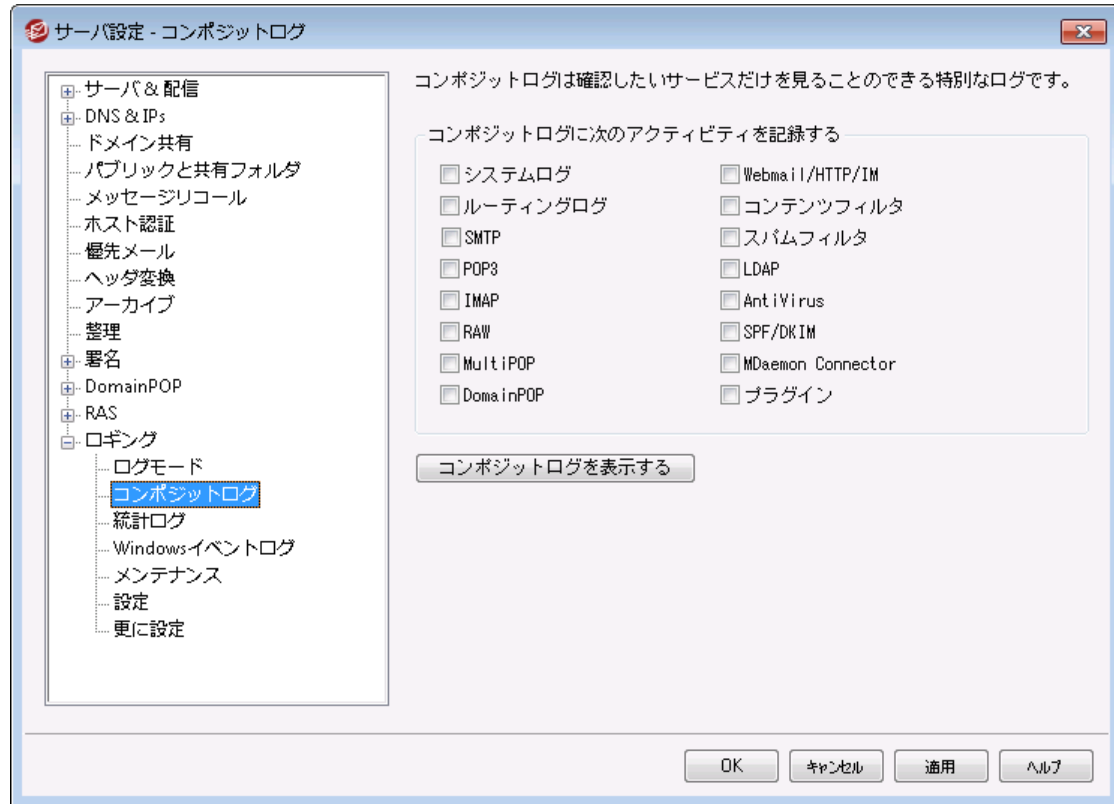 サーバ設定 - コンポジットログ
サーバ & 配信
DNS & IPs
ドメイン共有
パブリックと共有フォルダ
メッセージリコール
ホスト認証
優先メール
ヘッダ変換
アーカイブ
整理
署名
DomainPOP
RAS
ロギング
ログモード
コンポジットログ
統計ログ
Windowsイベントログ
メンテナンス
設定
更に設定
コンポジットログは確認したいサービスだけを見ることのできる特別なログです。
コンポジットログに次のアクティビティを記録する
システムログ
ルーティングログ
SMTP
POP3
IMAP
RAW
MultiPOP
DomainPOP
Webmail/HTTP/IM
コンテンツフィルタ
スパムフィルタ
LDAP
AntiVirus
SPF/DKIM
MDaemon Connector
プラグイン
コンポジットログを表示する
OK
キャンセル
適用
ヘルプ